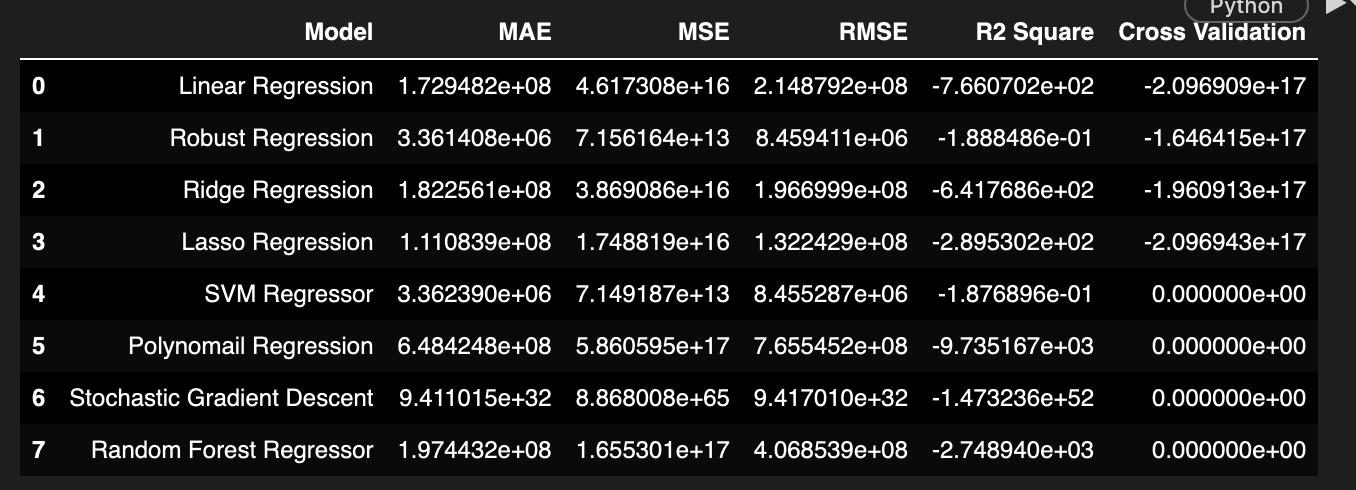 Python
Model MAE MSE RMSE R2 Square Cross Validation
0 Linear Regression 1.729482e+08 4.617308e+16 2.148792e+08 -7.660702e+02 -2.096909e+17
1 Robust Regression 3.361408e+06 7.156164e+13 8.459411e+06 -1.888486e-01 -1.646415e+17
2 Ridge Regression 1.822561e+08 3.869086e+16 1.966999e+08 -6.417686e+02 -1.960913e+17
3 Lasso Regression 1.110839e+08 1.748819e+16 1.322429e+08 -2.895302e+02 -2.096943e+17
4 SVM Regressor 3.362390e+06 7.149187e+13 8.455287e+06 -1.876896e-01 0.000000e+00
5 Polynomail Regression 6.484248e+08 5.860595e+17 7.655452e+08 -9.735167e+03 0.000000e+00
6 Stochastic Gradient Descent 9.411015e+32 8.868008e+65 9.417010e+32 -1.473236e+52 0.000000e+00
7 Random Forest Regressor 1.974432e+08 1.655301e+17 4.068539e+08 -2.748940e+03 0.000000e+00